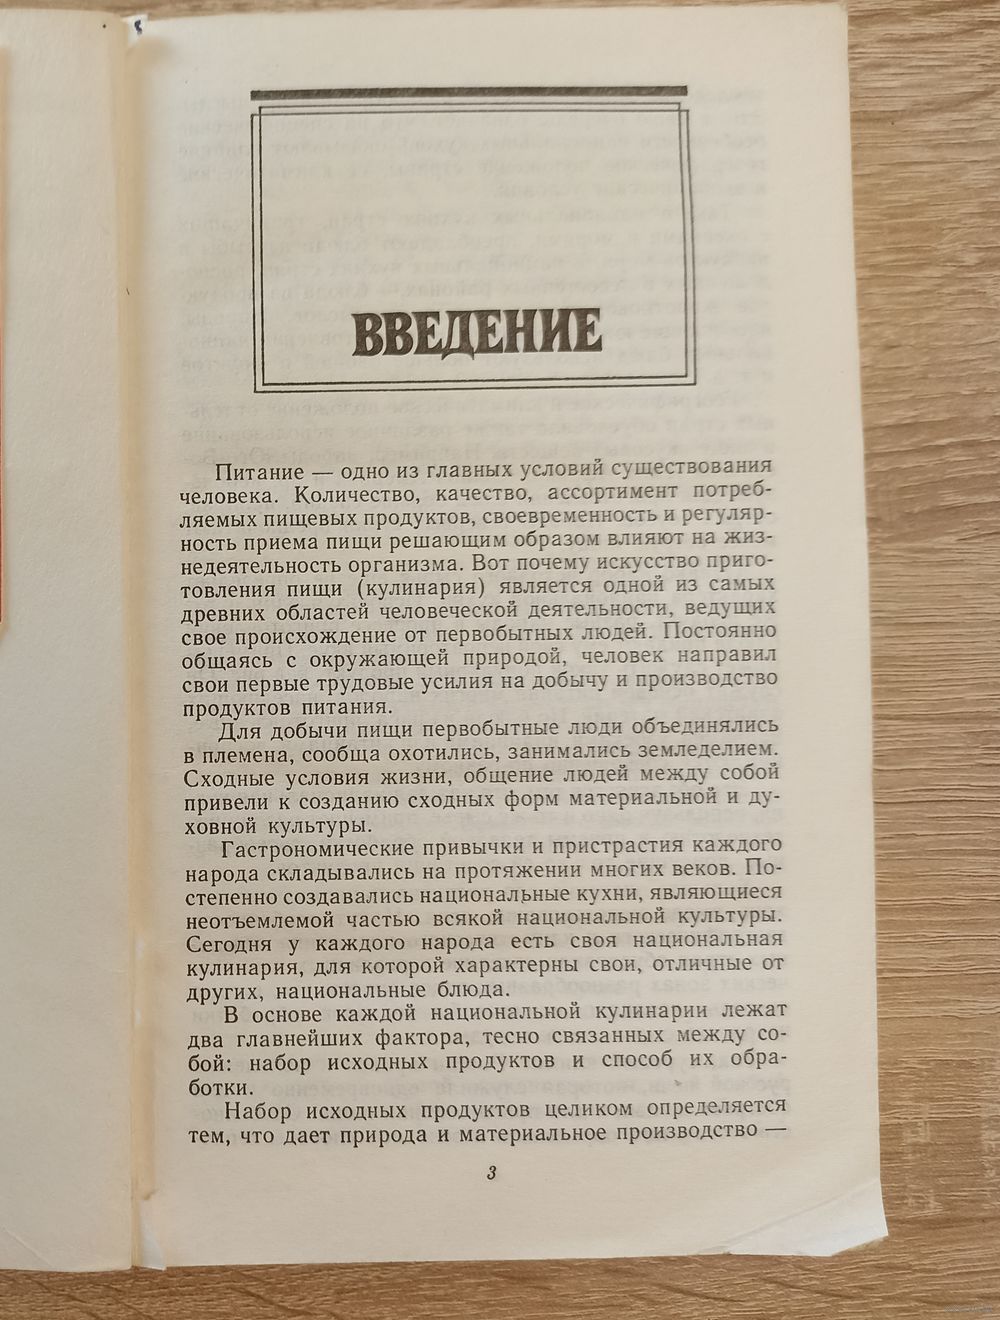 ВВЕДЕНИЕ
Питание — одно из главных условий существования
человека. Количество, качество, ассортимент потреб-
ляемых пищевых продуктов, своевременность и регуляр-
ность приема пищи решающим образом влияют на жиз-
недеятельность организма. Вот почему искусство приго-
товления пищи (кулинария) является одной из самых
древних областей человеческой деятельности, ведущих
свое происхождение от первобытных людей. Постоянно
общаясь с окружающей природой, человек направил
свои первые трудовые усилия на добычу и производство
продуктов питания.
Для добычи пищи первобытные люди объединялись
в племена, сообща охотились, занимались земледелием.
Сходные условия жизни, общение людей между собой
привели к созданию сходных форм материальной и ду-
ховной культуры.
Гастрономические привычки и пристрастия каждого
народа складывались на протяжении многих веков. По-
степенно создавались национальные кухни, являющиеся
неотъемлемой частью всякой национальной культуры.
Сегодня у каждого народа есть своя национальная
кулинария, для которой характерны свои, отличные от
других, национальные блюда.
В основе каждой национальной кулинарии лежат
два главнейших фактора, тесно связанных между со-
бой: набор исходных продуктов и способ их обра-
ботки.
Набор исходных продуктов целиком определяется
тем, что дает природа и материальное производство —
3